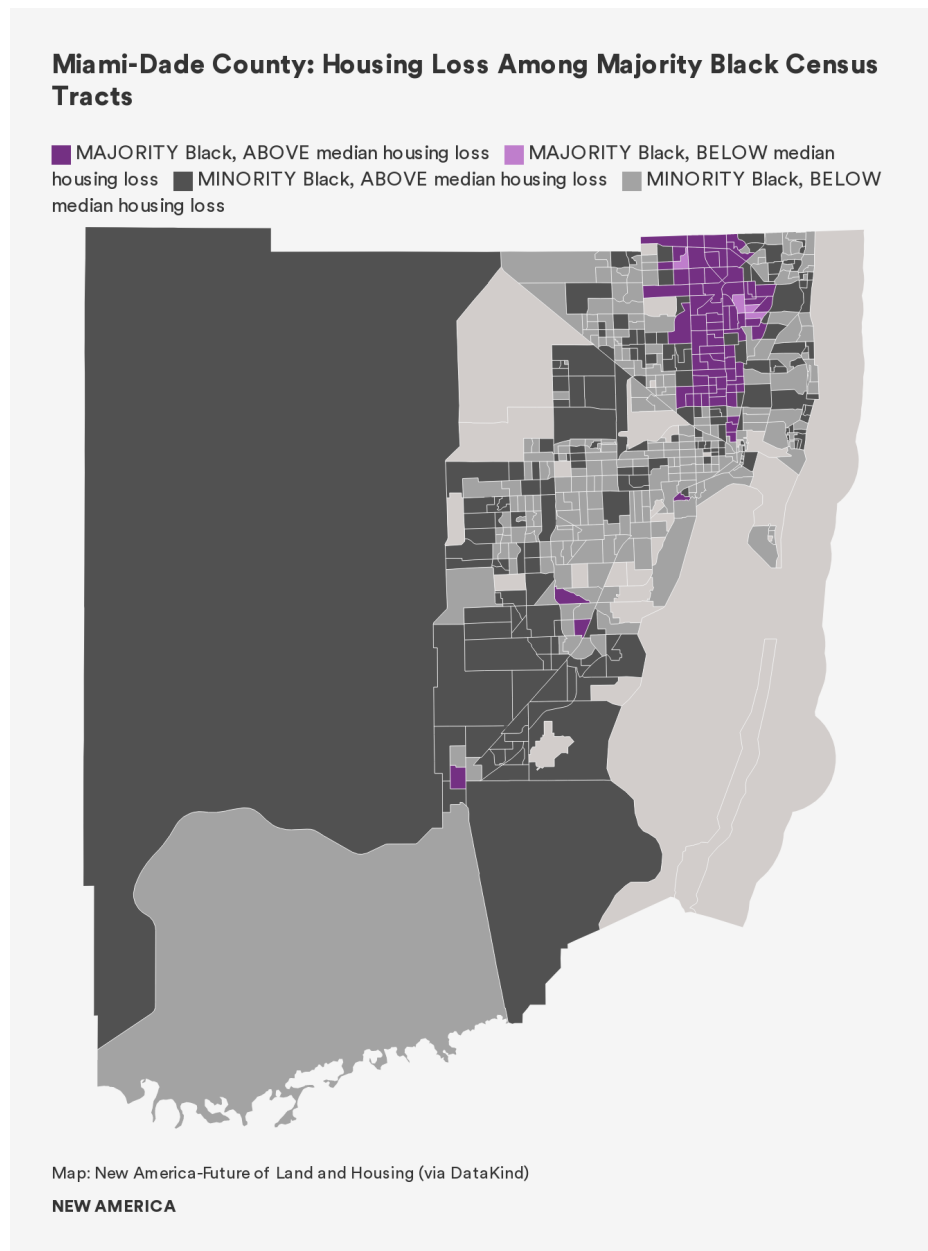 Miami-Dade County: Housing Loss Among Majority Black Census
Tracts
MAJORITY Black, ABOVE median housing loss MAJORITY Black, BELOW median
housing loss MINORITY Black, ABOVE median housing loss MINORITY Black, BELOW
median housing loss
Map: New America-Future of Land and Housing (via DataKind)
NEW AMERICA